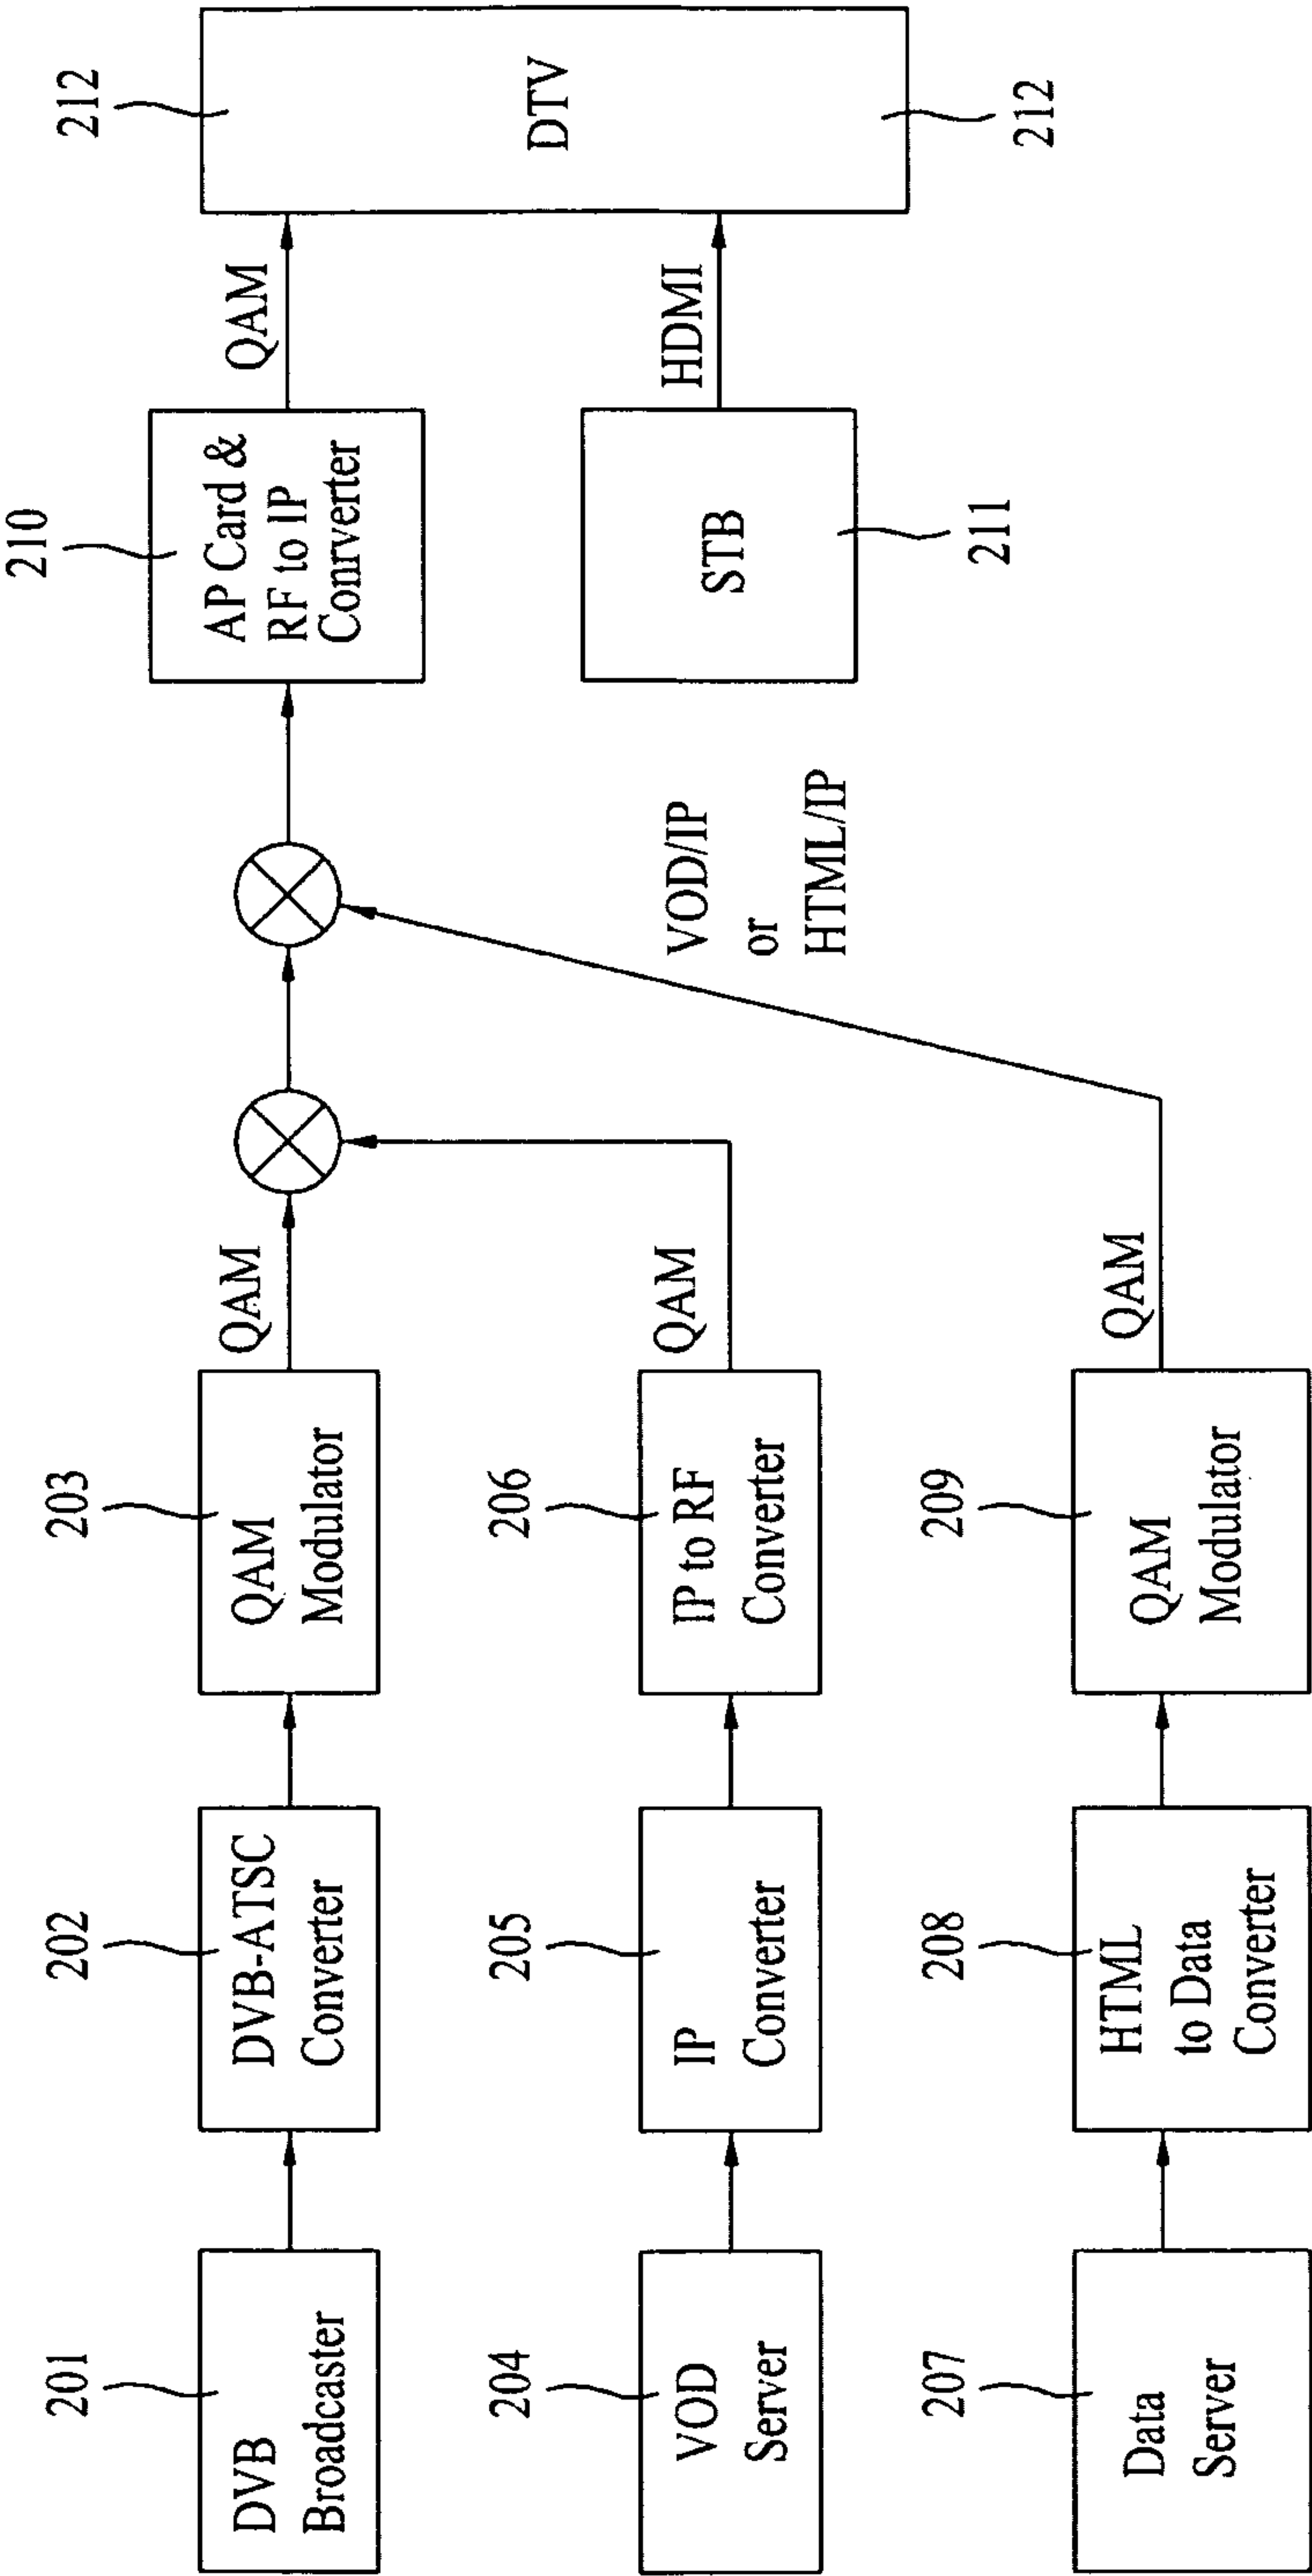 201
DVB
Broadcaster
202
DVB-ATSC
Converter
203
QAM
Modulator
QAM
210
AP Card &
RF to IP
Conrverter
QAM
212
DTV
212
204
VOD
Server
205
IP
Converter
206
IP to RF
Converter
QAM
VOD/IP
or
HTML/IP
STB
211
HDMI
207
Data
Server
208
HTML
to Data
Converter
209
QAM
Modulator
QAM